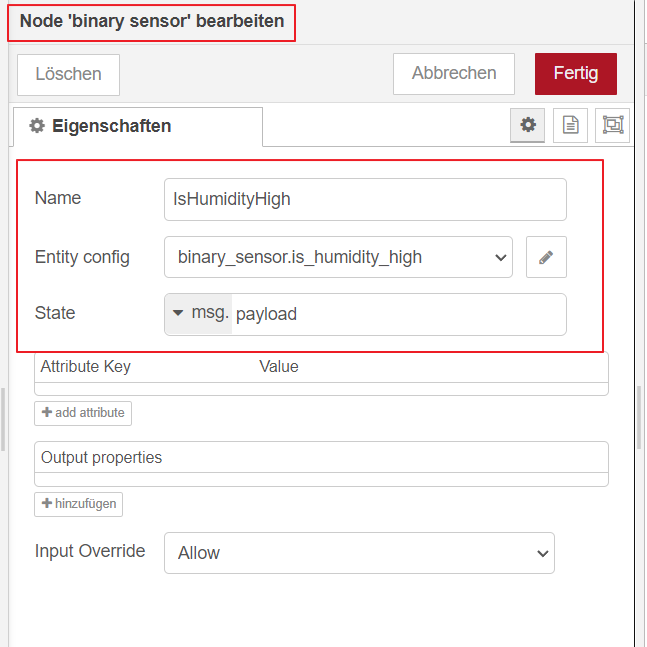 Node 'binary sensor' bearbeiten
Löschen Abbrechen Fertig
Eigenschaften
Name IsHumidityHigh
Entity config binary_sensor.is_humidity_high
State msg. payload
Attribute Key Value
+ add attribute
Output properties
+ hinzufügen
Input Override Allow